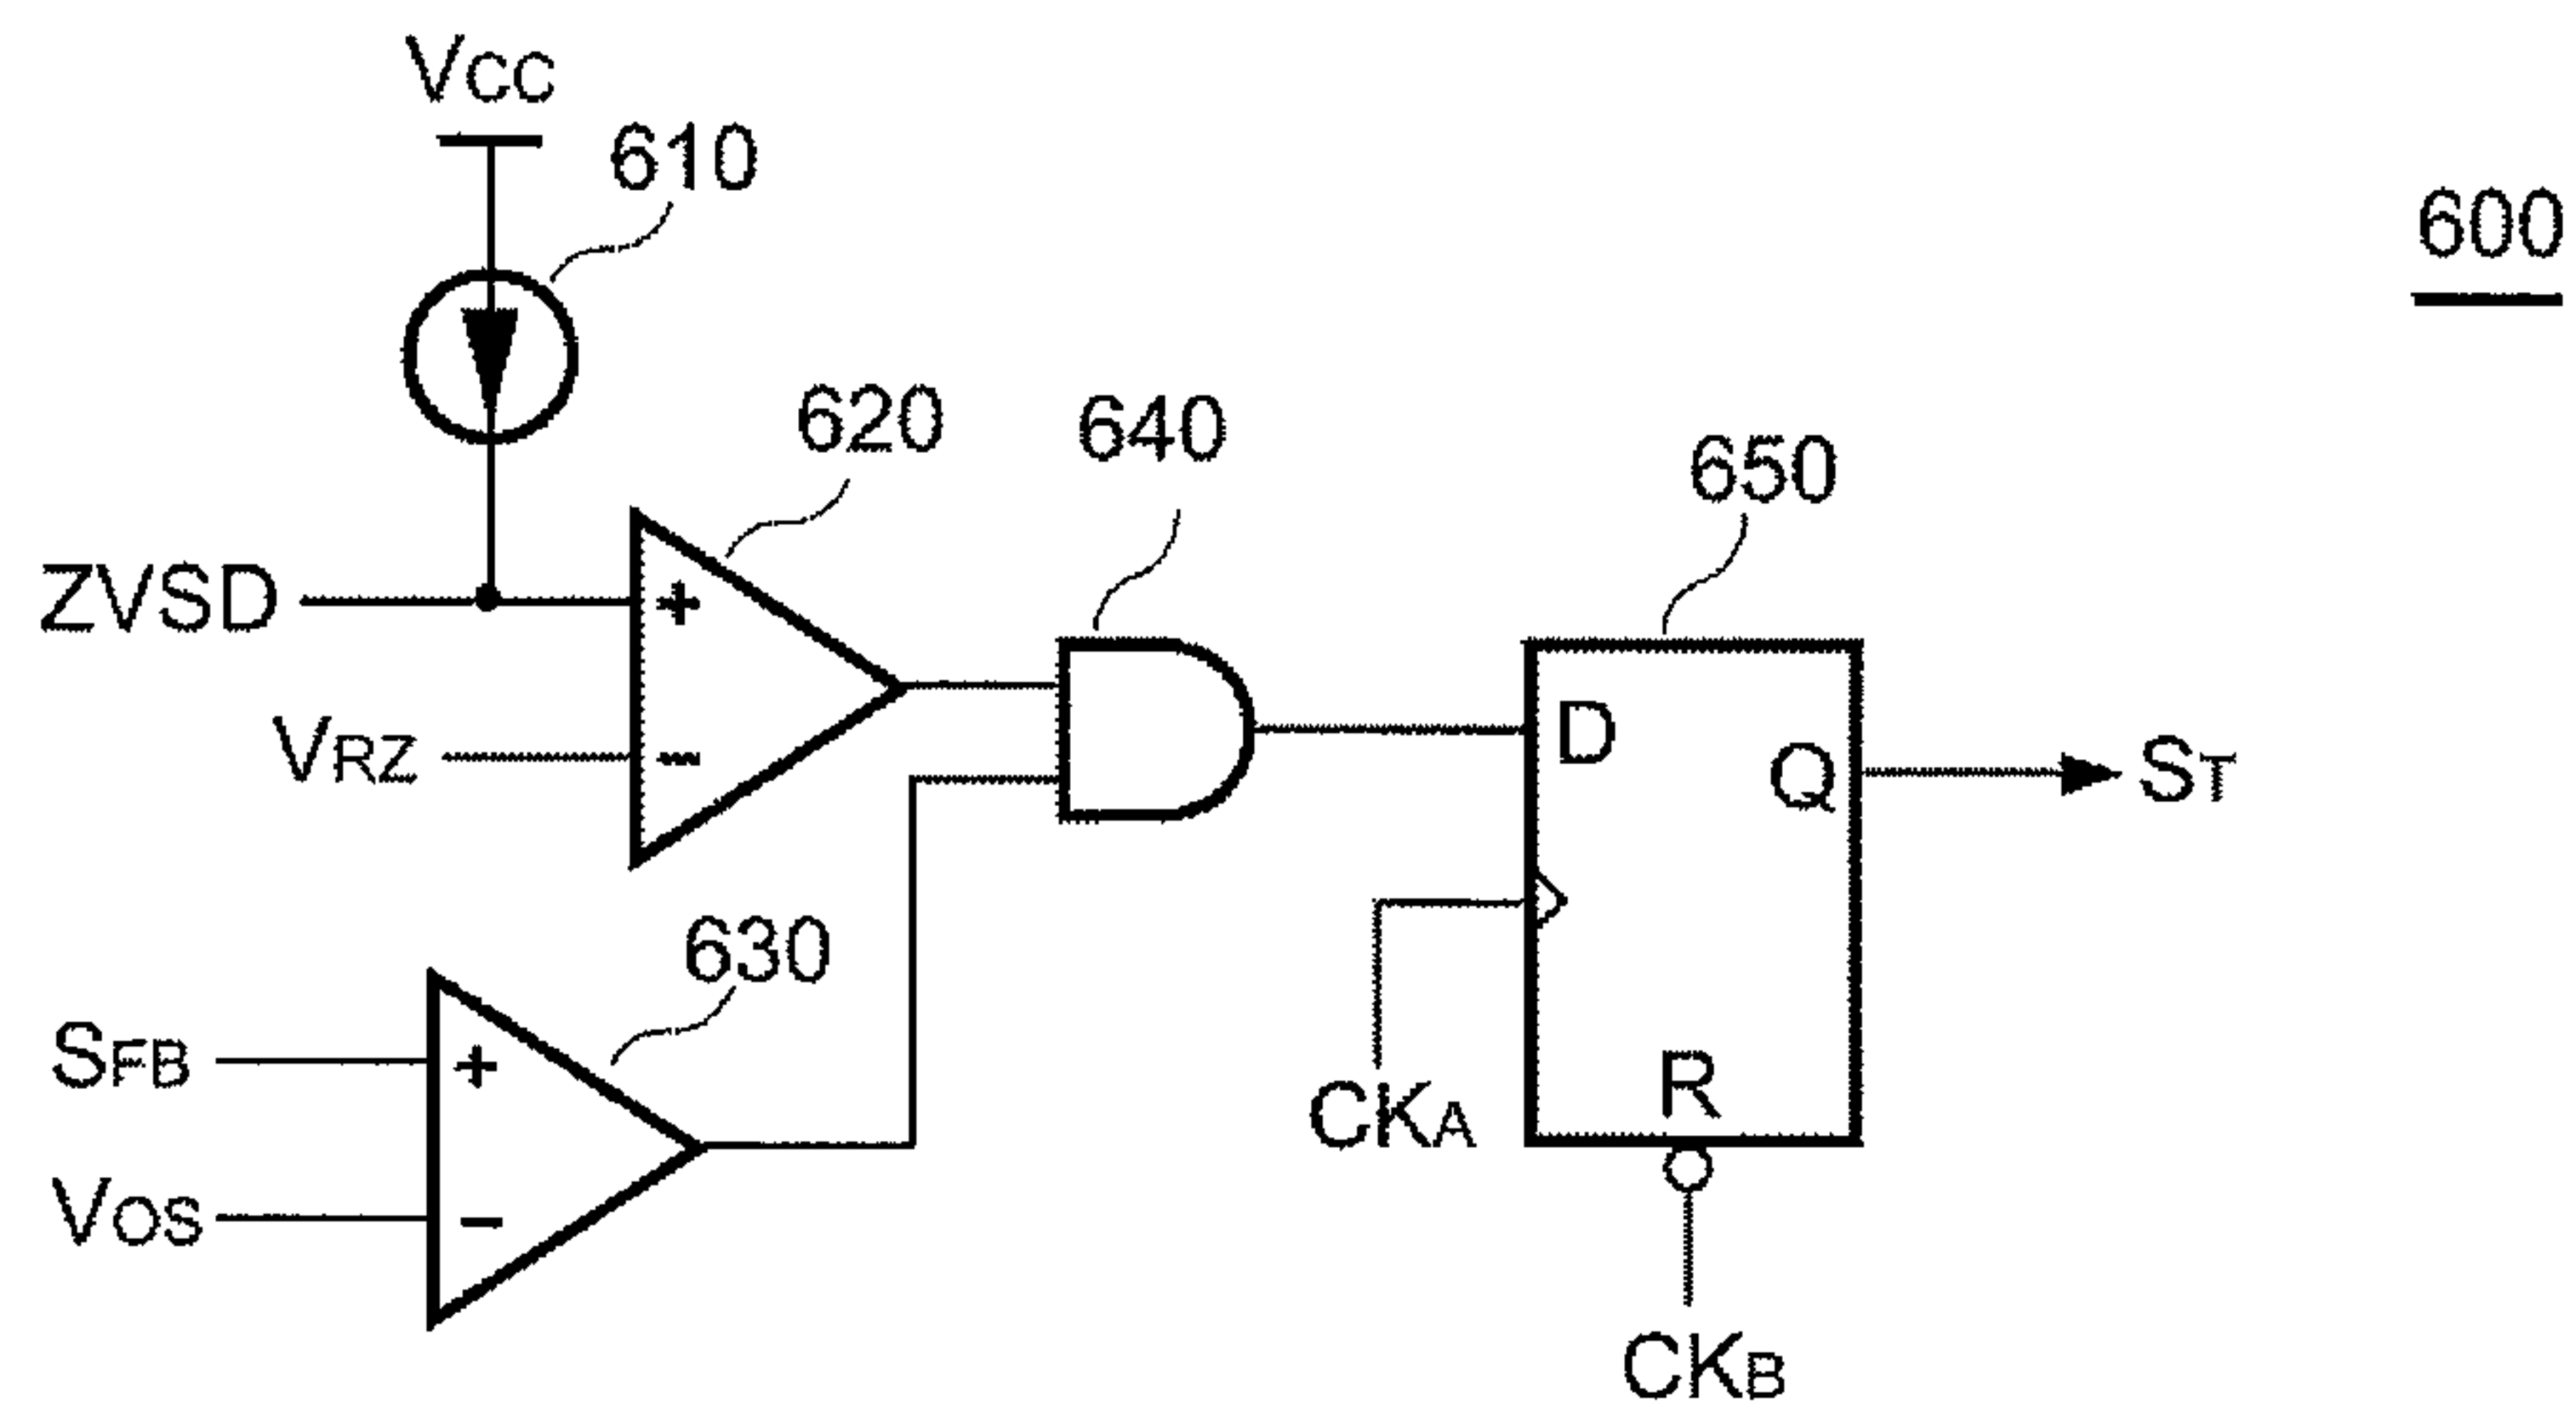 VCC
610
600
620
640
650
ZVSD
+
VRZ
-
D
Q
ST
630
SFB
+
R
CKA
VOS
-
CKB